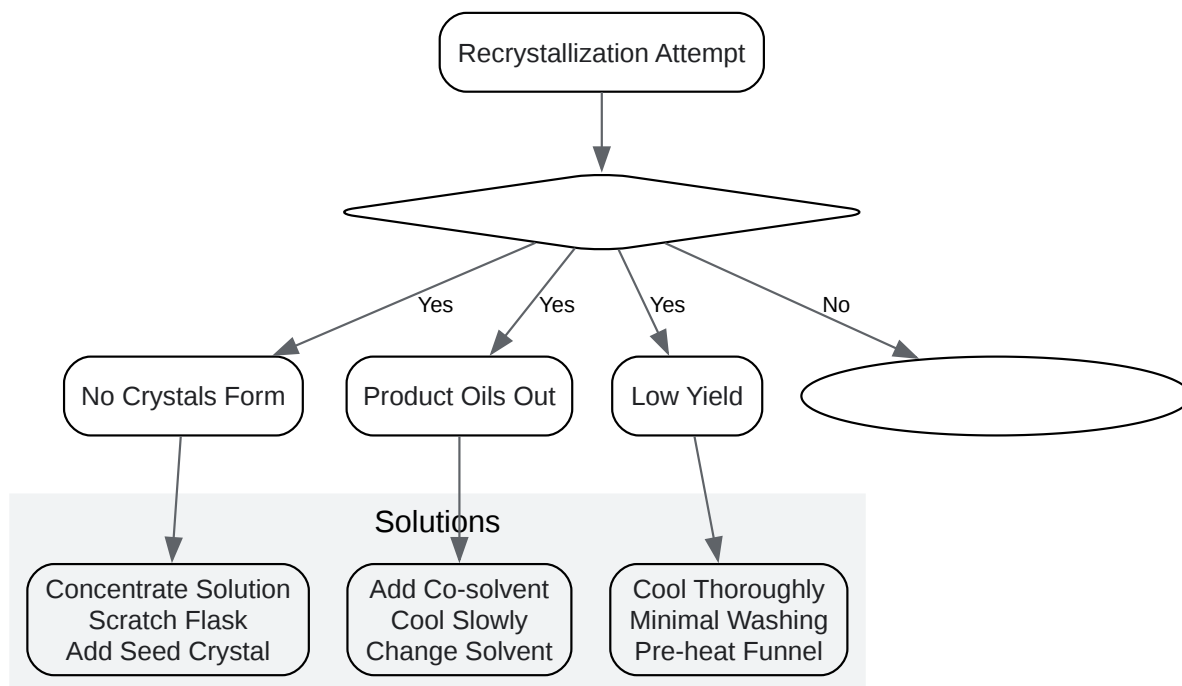 Recrystallization Attempt
Yes
Yes
Yes
No
No Crystals Form
Product Oils Out
Low Yield
Solutions
Concentrate Solution
Scratch Flask
Add Seed Crystal
Add Co-solvent
Cool Slowly
Change Solvent
Cool Thoroughly
Minimal Washing
Pre-heat Funnel